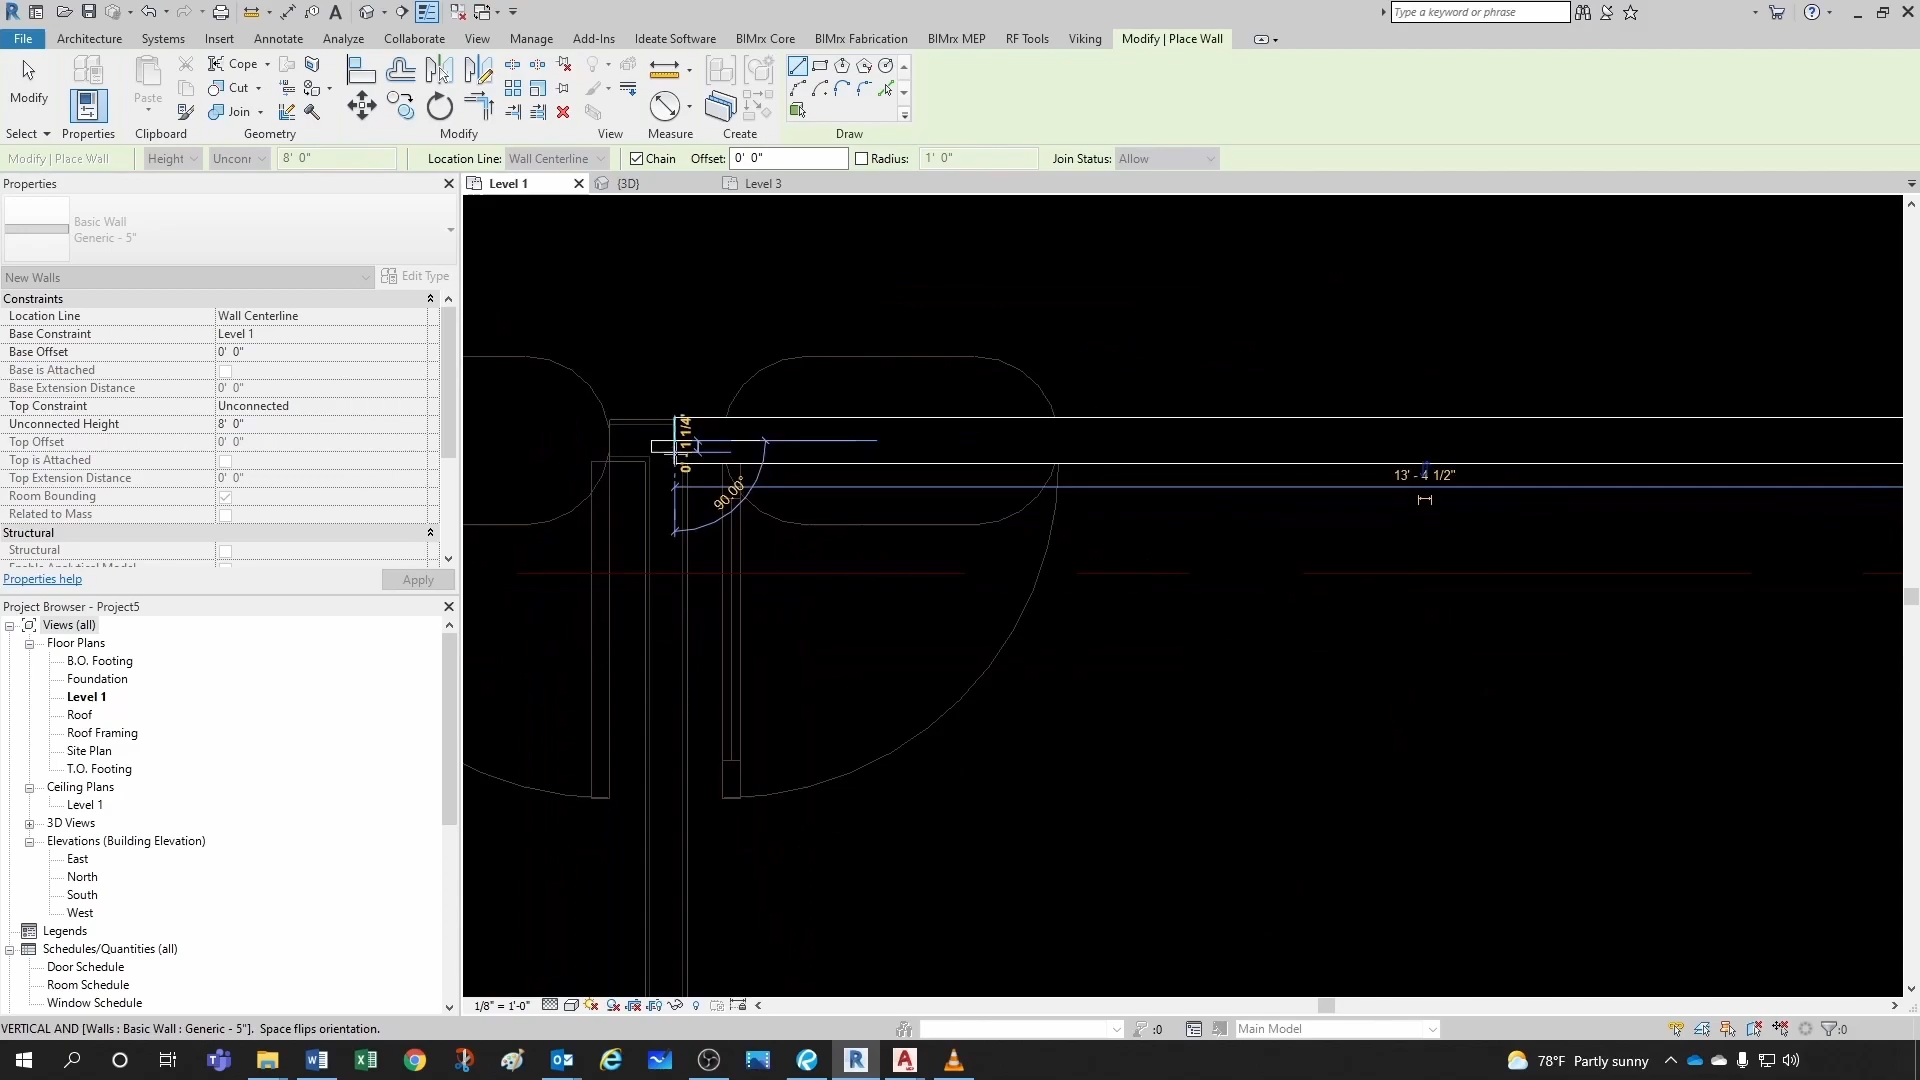 Type a keyword or phrase
File Architecture Systems Insert Annotate Analyze Collaborate View Manage Add-Ins Ideate Software BIMrx Core BIMrx Fabrication BIMrx MEP RF Tools Viking Modify | Place Wall
Modify
Paste
Cope
Cut
Join
Select Properties Clipboard Geometry Modify View Measure Create Draw
Modify | Place Wall Height Unconr 8' 0" Location Line: Wall Centerline Chain Offset: 0' 0" Radius: 1' 0" Join Status: Allow
Properties
Level 1 {3D} Level 3
Basic Wall
Generic - 5"
New Walls Edit Type
Constraints
Location Line Wall Centerline
Base Constraint Level 1
Base Offset 0' 0"
Base is Attached
Base Extension Distance 0' 0"
Top Constraint Unconnected
Unconnected Height 8' 0"
Top Offset 0' 0"
Top is Attached
Top Extension Distance 0' 0"
Room Bounding
Related to Mass
Structural
Structural
Properties help Apply
90.00°
13' - 4 1/2"
Project Browser - Project5
Views (all)
Floor Plans
B.O. Footing
Foundation
Level 1
Roof
Roof Framing
Site Plan
T.O. Footing
Ceiling Plans
Level 1
3D Views
Elevations (Building Elevation)
East
North
South
West
Legends
Schedules/Quantities (all)
Door Schedule
Room Schedule
Window Schedule
1/8" = 1'-0"
VERTICAL AND [Walls : Basic Wall : Generic - 5"]. Space flips orientation. :0 Main Model :0
78°F Partly sunny